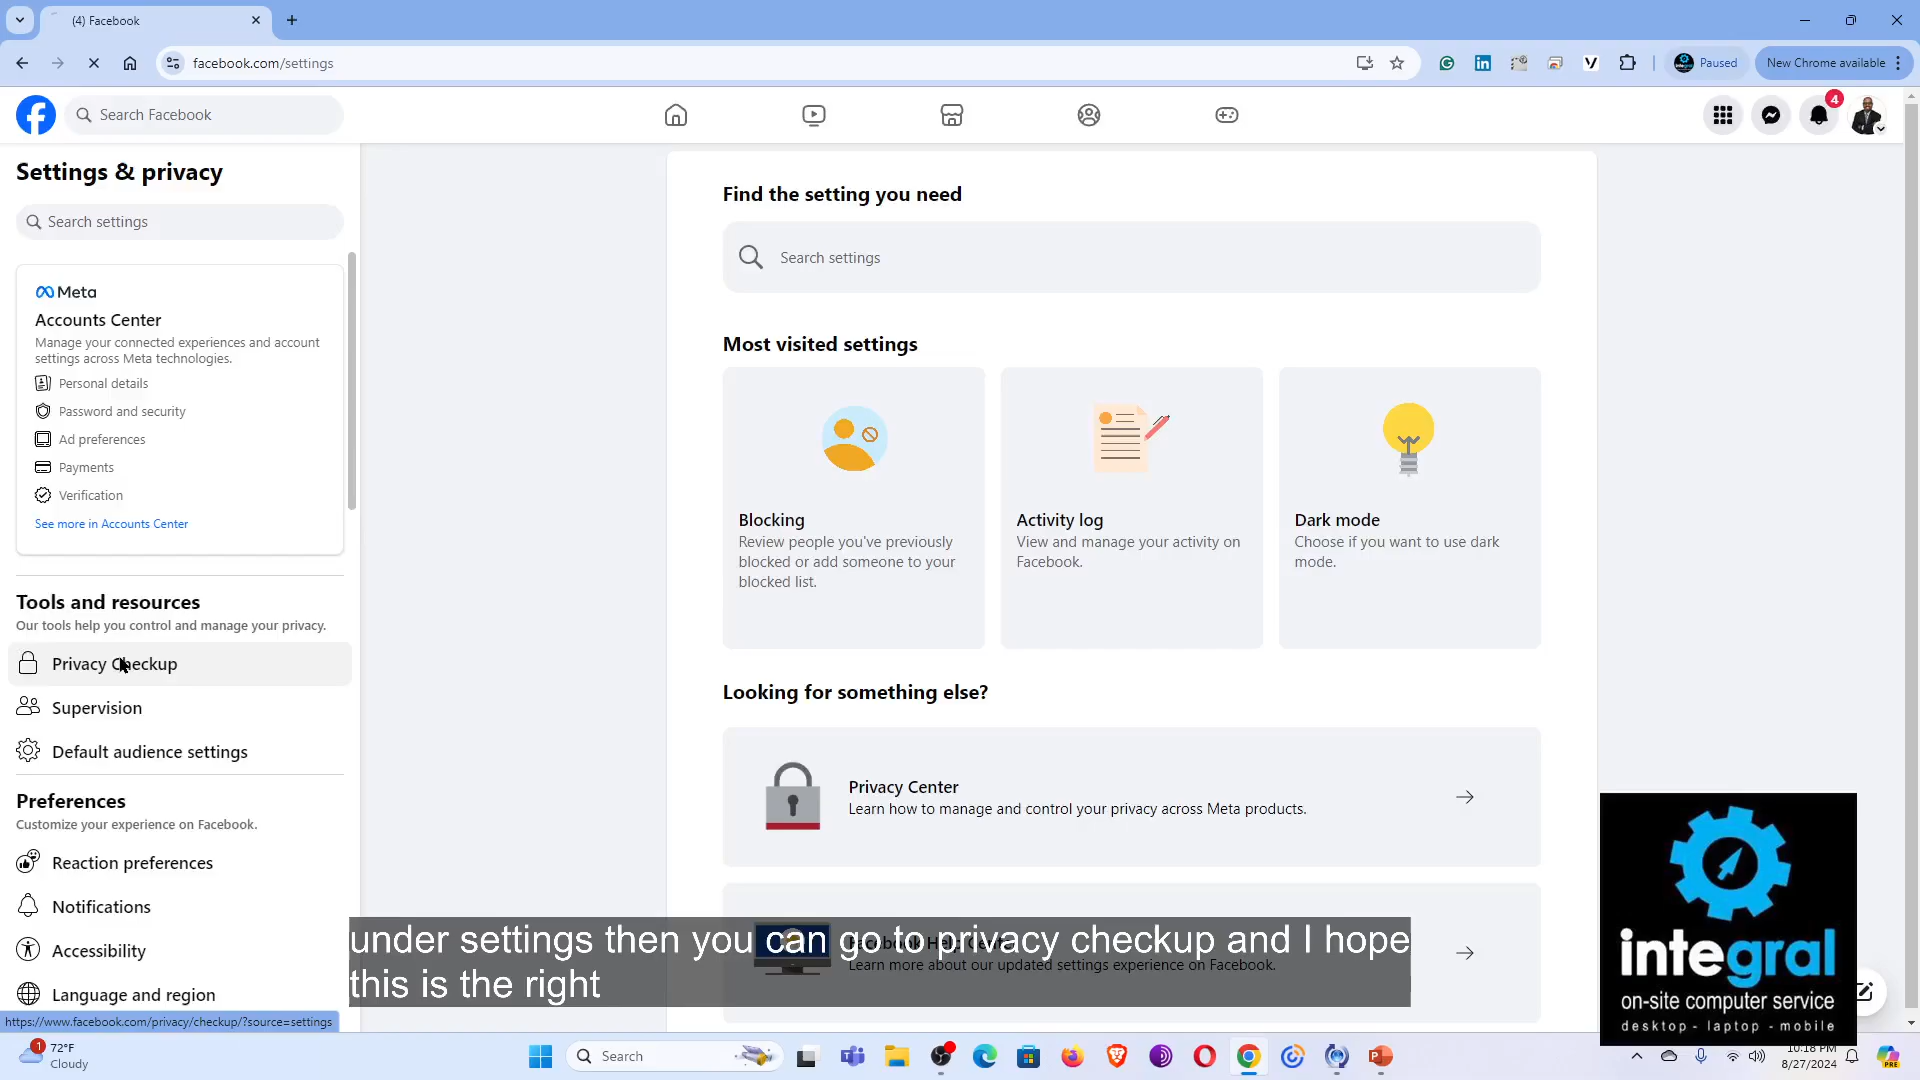 (4) Facebook
facebook.com/settings
Paused
New Chrome available
Search Facebook
4
Settings & privacy
Search settings
Meta
Accounts Center
Manage your connected experiences and account
settings across Meta technologies.
Personal details
Password and security
Ad preferences
Payments
Verification
See more in Accounts Center
Tools and resources
Our tools help you control and manage your privacy.
Privacy Checkup
Supervision
Default audience settings
Preferences
Customize your experience on Facebook.
Reaction preferences
Notifications
Accessibility
Language and region
https://www.facebook.com/privacy/checkup/?source=settings
Find the setting you need
Search settings
Most visited settings
Blocking
Review people you've previously
blocked or add someone to your
blocked list.
Activity log
View and manage your activity on
Facebook.
Dark mode
Choose if you want to use dark
mode.
Looking for something else?
Privacy Center
Learn how to manage and control your privacy across Meta products.
Learn more about our updated settings experience on Facebook.
under settings then you can go to privacy checkup and I hope
this is the right
integral
on-site computer service
desktop - laptop - mobile
1
72°F
Cloudy
Search
10:18 PM
8/27/2024